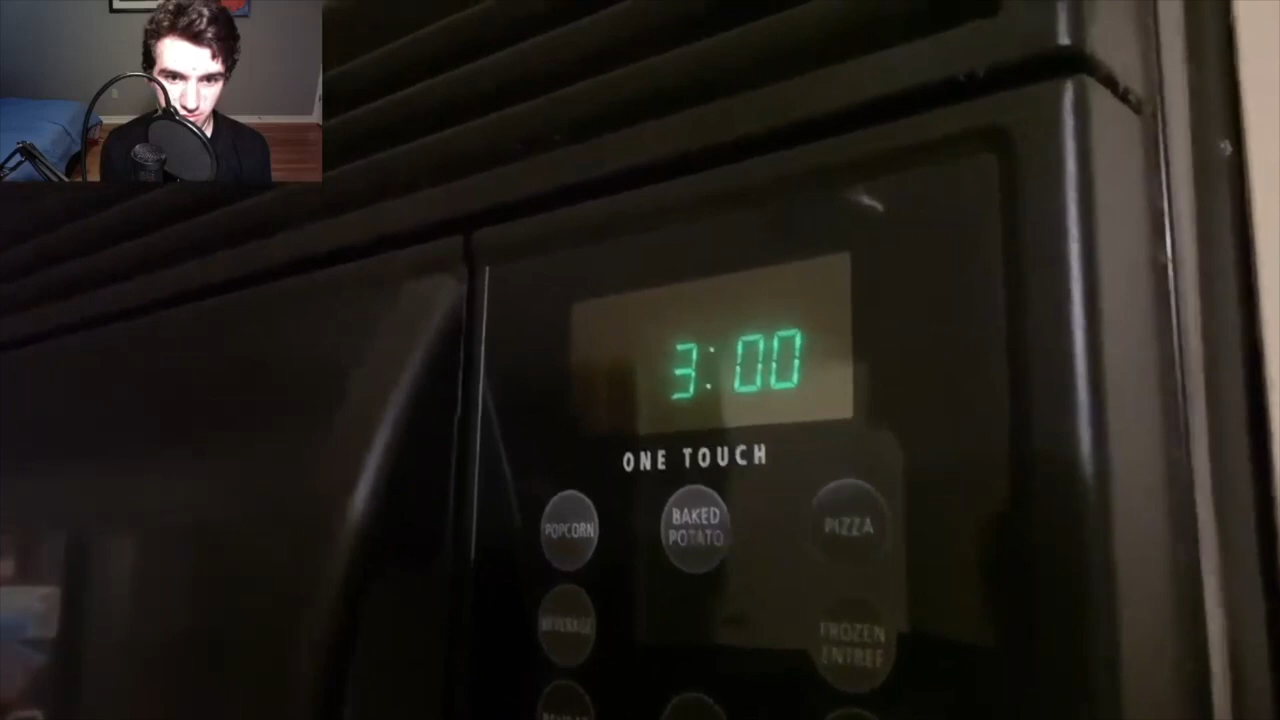 3:00
ONE TOUCH
POPCORN
BAKED
POTATO
PIZZA
BEVERAGE
FROZEN
ENTREE